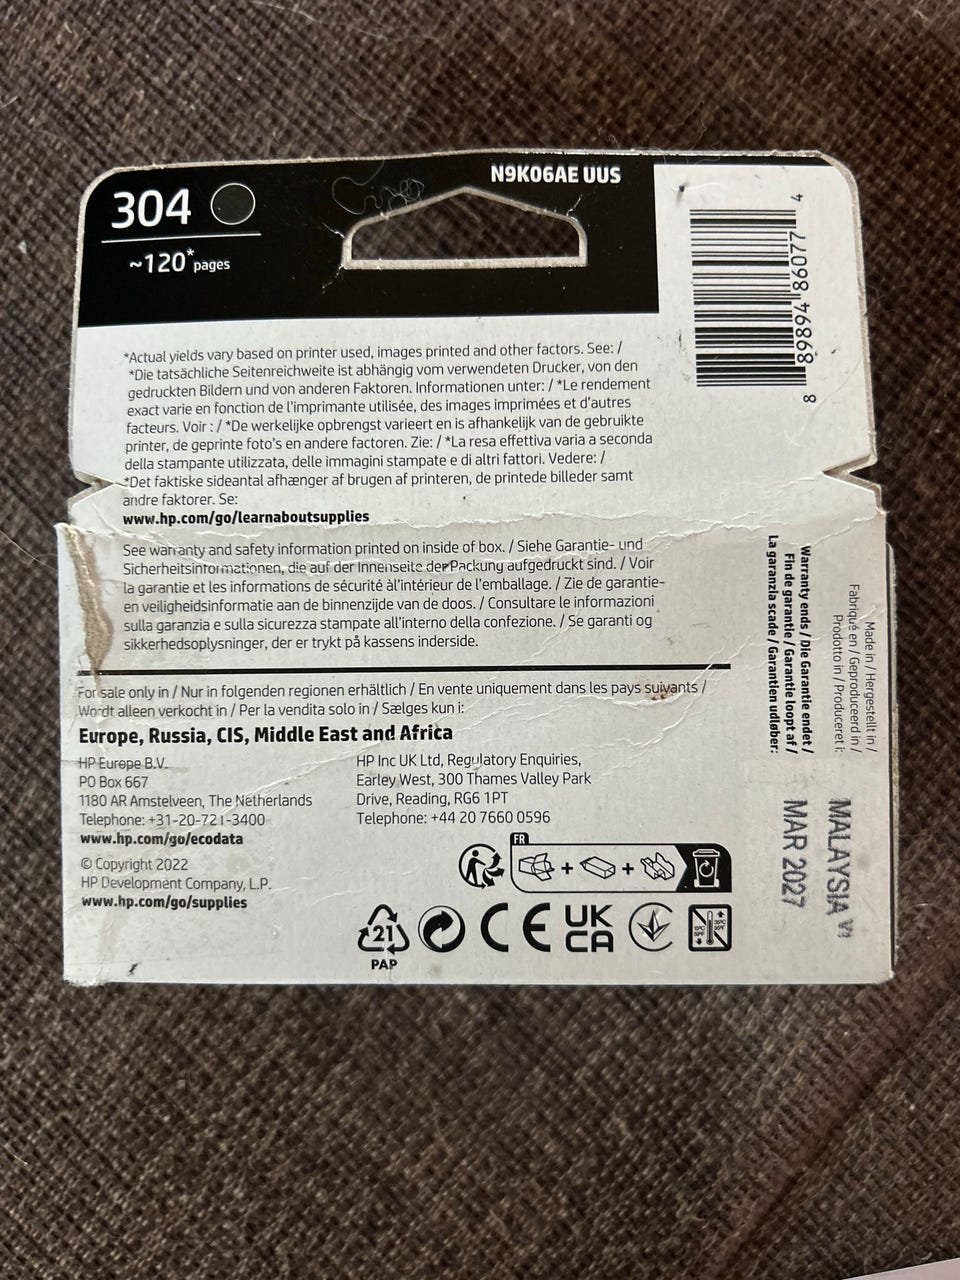 304
~120* pages
N9K06AE UUS
8 89894 86077 4
*Actual yields vary based on printer used, images printed and other factors. See: /
*Die tatsächliche Seitenreichweite ist abhängig vom verwendeten Drucker, von den
gedruckten Bildern und von anderen Faktoren. Informationen unter: / *Le rendement
exact varie en fonction de l'imprimante utilisée, des images imprimées et d'autres
facteurs. Voir : / *De werkelijke opbrengst varieert en is afhankelijk van de gebruikte
printer, de geprinte foto's en andere factoren. Zie: / *La resa effettiva varia a seconda
della stampante utilizzata, delle immagini stampate e di altri fattori. Vedere: /
*Det faktiske sideantal afhænger af brugen af printeren, de printede billeder samt
andre faktorer. Se:
www.hp.com/go/learnaboutsupplies
See warranty and safety information printed on inside of box. / Siehe Garantie- und
Sicherheitsinformationen, die auf der Innenseite der Packung aufgedruckt sind. / Voir
la garantie et les informations de sécurité àl'intérieur de l'emballage. / Zie de garantie-
en veiligheidsinformatie aan de binnenzijde van de doos. / Consultare le informazioni
sulla garanzia e sulla sicurezza stampate all'interno della confezione. / Se garanti og
sikkerhedsoplysninger, der er trykt på kassens inderside.
For sale only in / Nur in folgenden regionen erhältlich / En vente uniquement dans les pays suivants /
Wordt alleen verkocht in / Per la vendita solo in / Sælges kun i:
Europe, Russia, CIS, Middle East and Africa
HP Europe B.V.
PO Box 667
1180 AR Amstelveen, The Netherlands
Telephone: +31-20-721-3400
www.hp.com/go/ecodata
© Copyright 2022
HP Development Company, L.P.
www.hp.com/go/supplies
HP Inc UK Ltd, Regulatory Enquiries,
Earley West, 300 Thames Valley Park
Drive, Reading, RG6 1PT
Telephone: +44 20 7660 0596
FR
+ +
21
PAP
CE
UK
CA
Made in / Hergestellt in /
Fabriqué en / Geproduceerd in /
Prodotto in / Produceret i:
MALAYSIA V1
Warranty ends / Die Garantie endet /
Fin de garantie / Garantie loopt af /
La garanzia scade / Garantien udløber:
MAR 2027